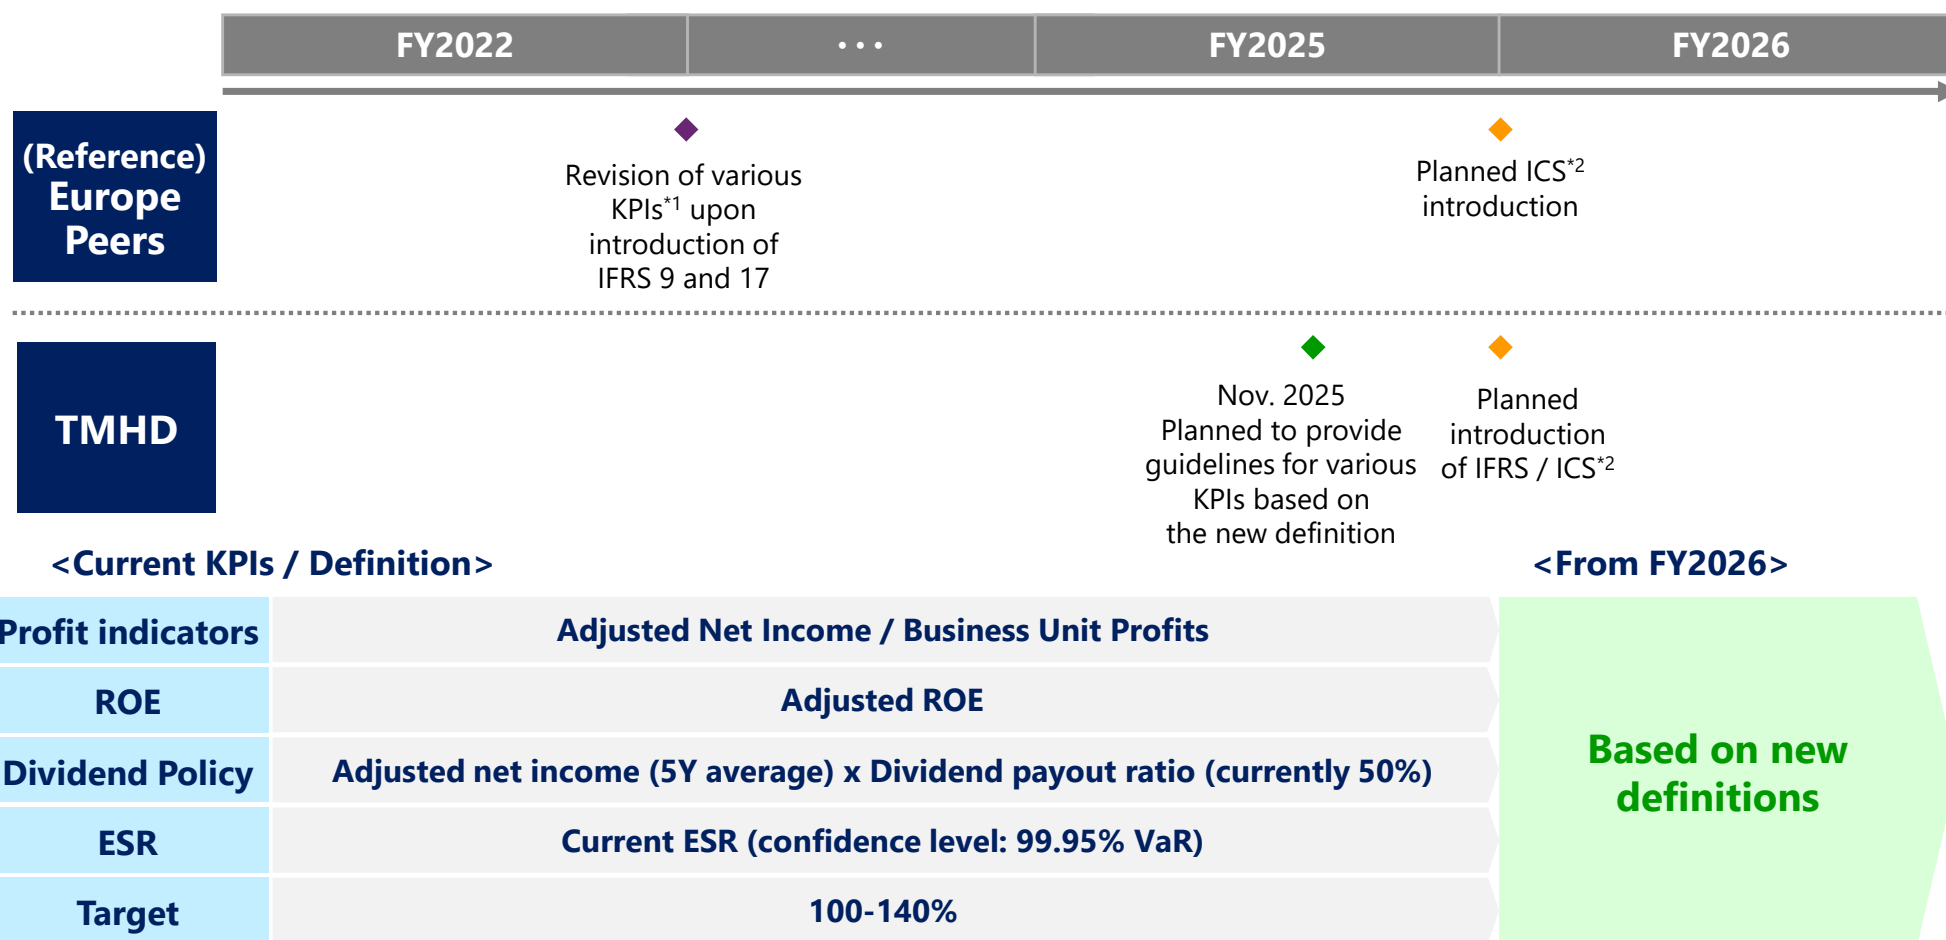 FY2022
・・・
FY2025
FY2026
(Reference)
Europe
Peers
Revision of various
KPIs*1 upon
introduction of
IFRS 9 and 17
Planned ICS*2
introduction
TMHD
Nov. 2025
Planned to provide
guidelines for various
KPIs based on
the new definition
Planned
introduction
of IFRS / ICS*2
<Current KPIs / Definition>
<From FY2026>
Profit indicators
Adjusted Net Income / Business Unit Profits
ROE
Adjusted ROE
Dividend Policy
Adjusted net income (5Y average) x Dividend payout ratio (currently 50%)
ESR
Current ESR (confidence level: 99.95% VaR)
Target
100-140%
Based on new
definitions